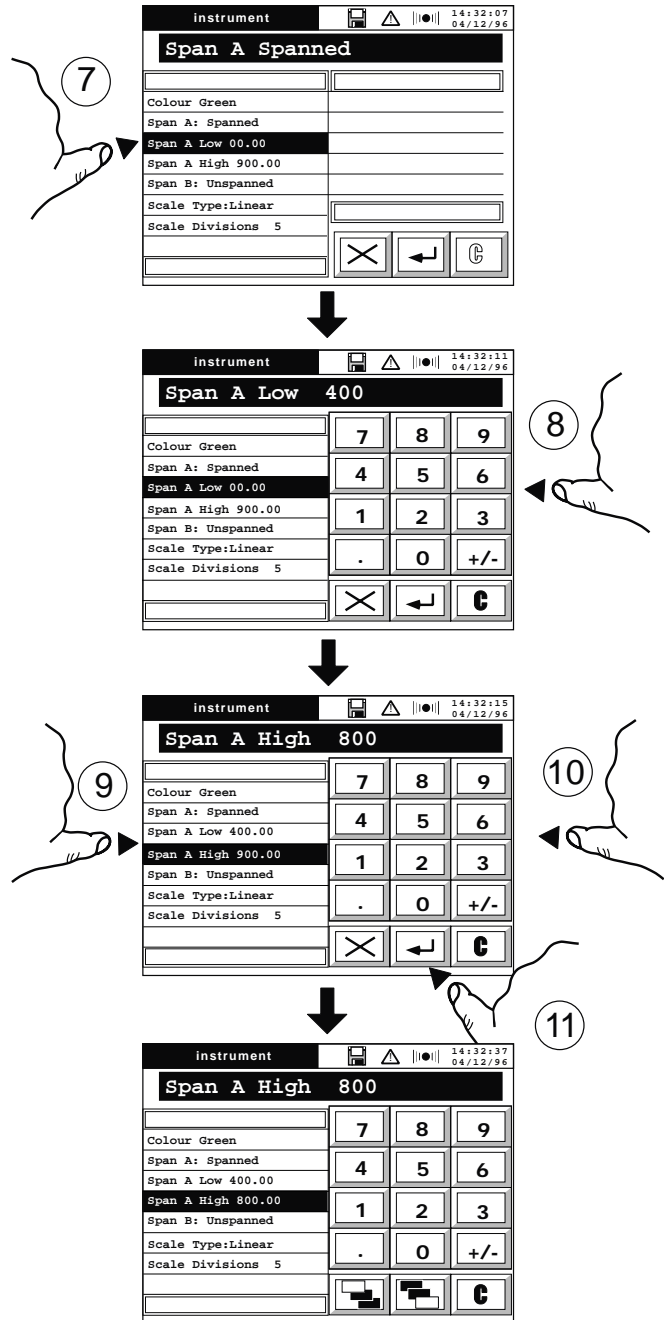 instrument
14:32:07
04/12/96
Span A Spanned
7
Colour Green
Span A: Spanned
Span A Low 00.00
Span A High 900.00
Span B: Unspanned
Scale Type:Linear
Scale Divisions 5
C
instrument
14:32:11
04/12/96
Span A Low 400
8
Colour Green
Span A: Spanned
Span A Low 00.00
Span A High 900.00
Span B: Unspanned
Scale Type:Linear
Scale Divisions 5
7 8 9
4 5 6
1 2 3
. 0 +/-
C
instrument
14:32:15
04/12/96
Span A High 800
9
10
Colour Green
Span A: Spanned
Span A Low 400.00
Span A High 900.00
Span B: Unspanned
Scale Type:Linear
Scale Divisions 5
7 8 9
4 5 6
1 2 3
. 0 +/-
C
11
instrument
14:32:37
04/12/96
Span A High 800
Colour Green
Span A: Spanned
Span A Low 400.00
Span A High 800.00
Span B: Unspanned
Scale Type:Linear
Scale Divisions 5
7 8 9
4 5 6
1 2 3
. 0 +/-
C